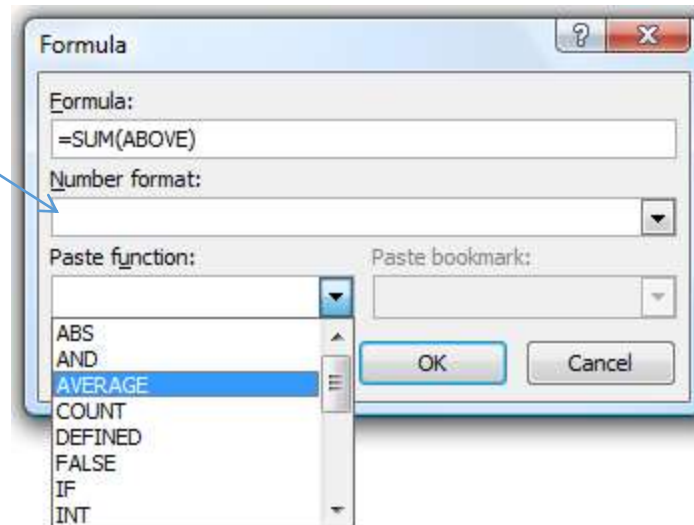 Formula
Formula:
=SUM(ABOVE)
Number format:
Paste function: Paste bookmark:
ABS
AND
AVERAGE
COUNT
DEFINED
FALSE
IF
INT
OK Cancel